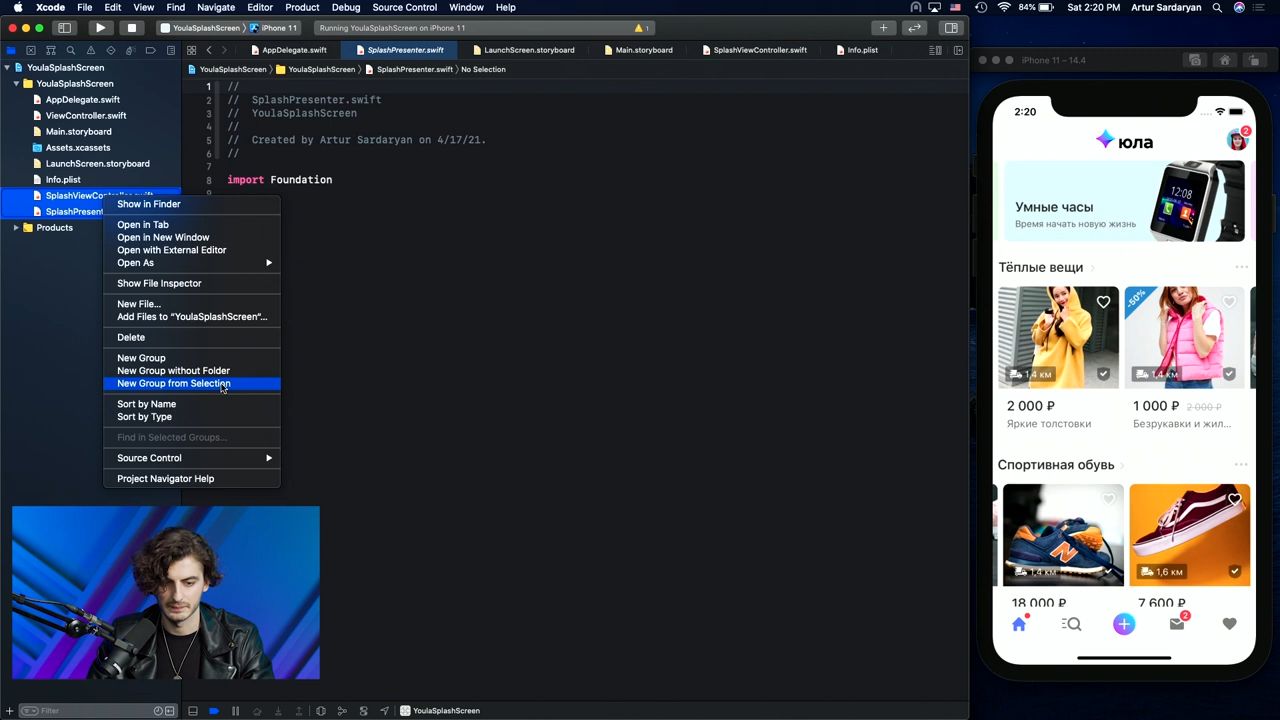 Xcode File Edit View Find Navigate Editor Product Debug Source Control Window Help
84% Sat 2:20 PM Artur Sardaryan
YoulaSplashScreen iPhone 11
Running YoulaSplashScreen on iPhone 11
1
AppDelegate.swift SplashPresenter.swift LaunchScreen.storyboard Main.storyboard SplashViewController.swift Info.plist
YoulaSplashScreen YoulaSplashScreen SplashPresenter.swift No Selection
YoulaSplashScreen
YoulaSplashScreen
AppDelegate.swift
ViewController.swift
Main.storyboard
Assets.xcassets
LaunchScreen.storyboard
Info.plist
SplashViewController.swift
SplashPresent
Products
1 //
2 // SplashPresenter.swift
3 // YoulaSplashScreen
4 //
5 // Created by Artur Sardaryan on 4/17/21.
6 //
7
8 import Foundation
9
Show in Finder
Open in Tab
Open in New Window
Open with External Editor
Open As
Show File Inspector
New File...
Add Files to “YoulaSplashScreen”...
Delete
New Group
New Group without Folder
New Group from Selection
Sort by Name
Sort by Type
Find in Selected Groups...
Source Control
Project Navigator Help
Filter
YoulaSplashScreen
iPhone 11 – 14.4
2:20
юла
2
Умные часы
Время начать новую жизнь
12:08
Тёплые вещи
-50%
1,4 км
1,4 км
2 000 ₽
1 000 ₽ 2 000 ₽
Яркие толстовки
Безрукавки и жил...
Спортивная обувь
N
1,4 км
1,6 км
18 000 ₽
7 600 ₽
2